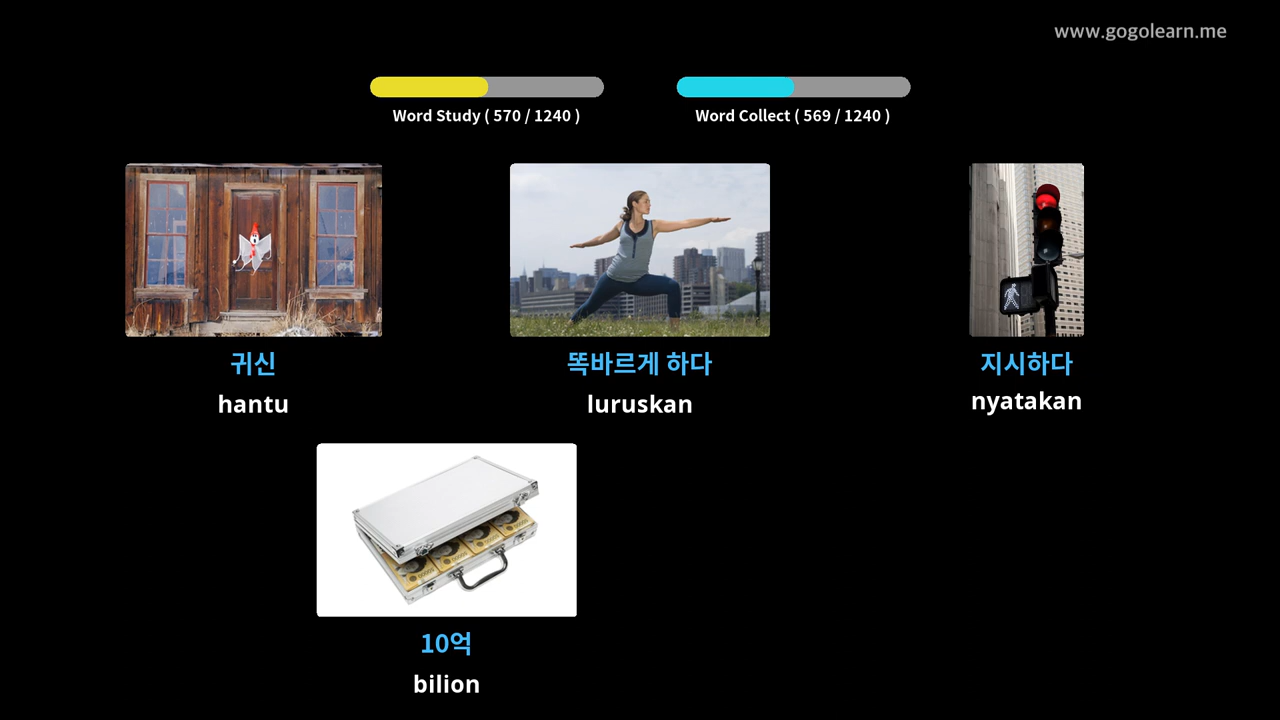 www.gogolearn.me
Word Study ( 570 / 1240 )
Word Collect ( 569 / 1240 )
귀신
hantu
똑바르게 하다
luruskan
지시하다
nyatakan
10억
bilion